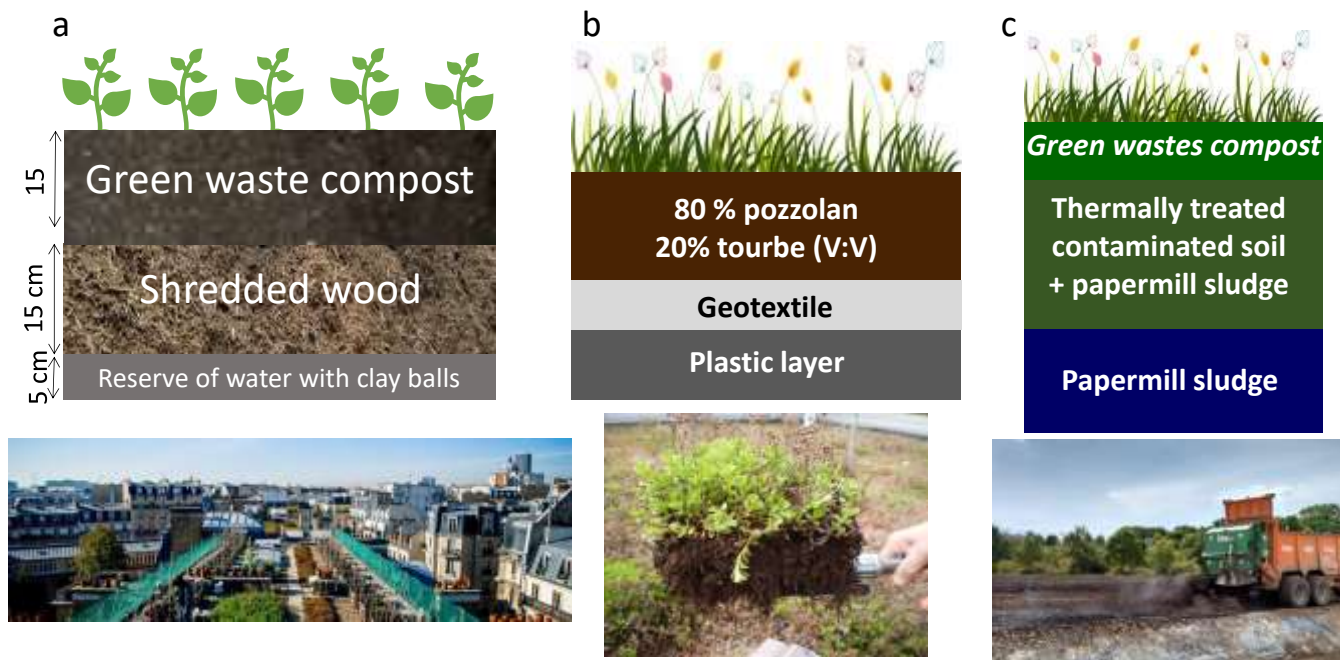 a
15
Green waste compost
15 cm
Shredded wood
5 cm
Reserve of water with clay balls
b
80 % pozzolan
20% tourbe (V:V)
Geotextile
Plastic layer
c
Green wastes compost
Thermally treated
contaminated soil
+ papermill sludge
Papermill sludge